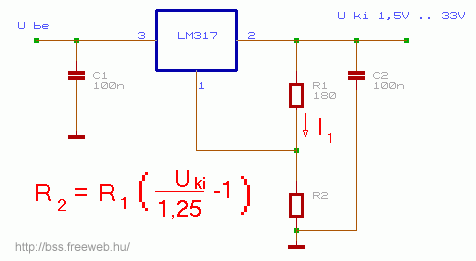 U be
U ki 1,5V .. 33V
3
LM317
2
C1
100n
1
R1
180
C2
100n
I1
R2 = R1 ( Uki / 1,25 -1 )
R2
http://bss.freeweb.hu/